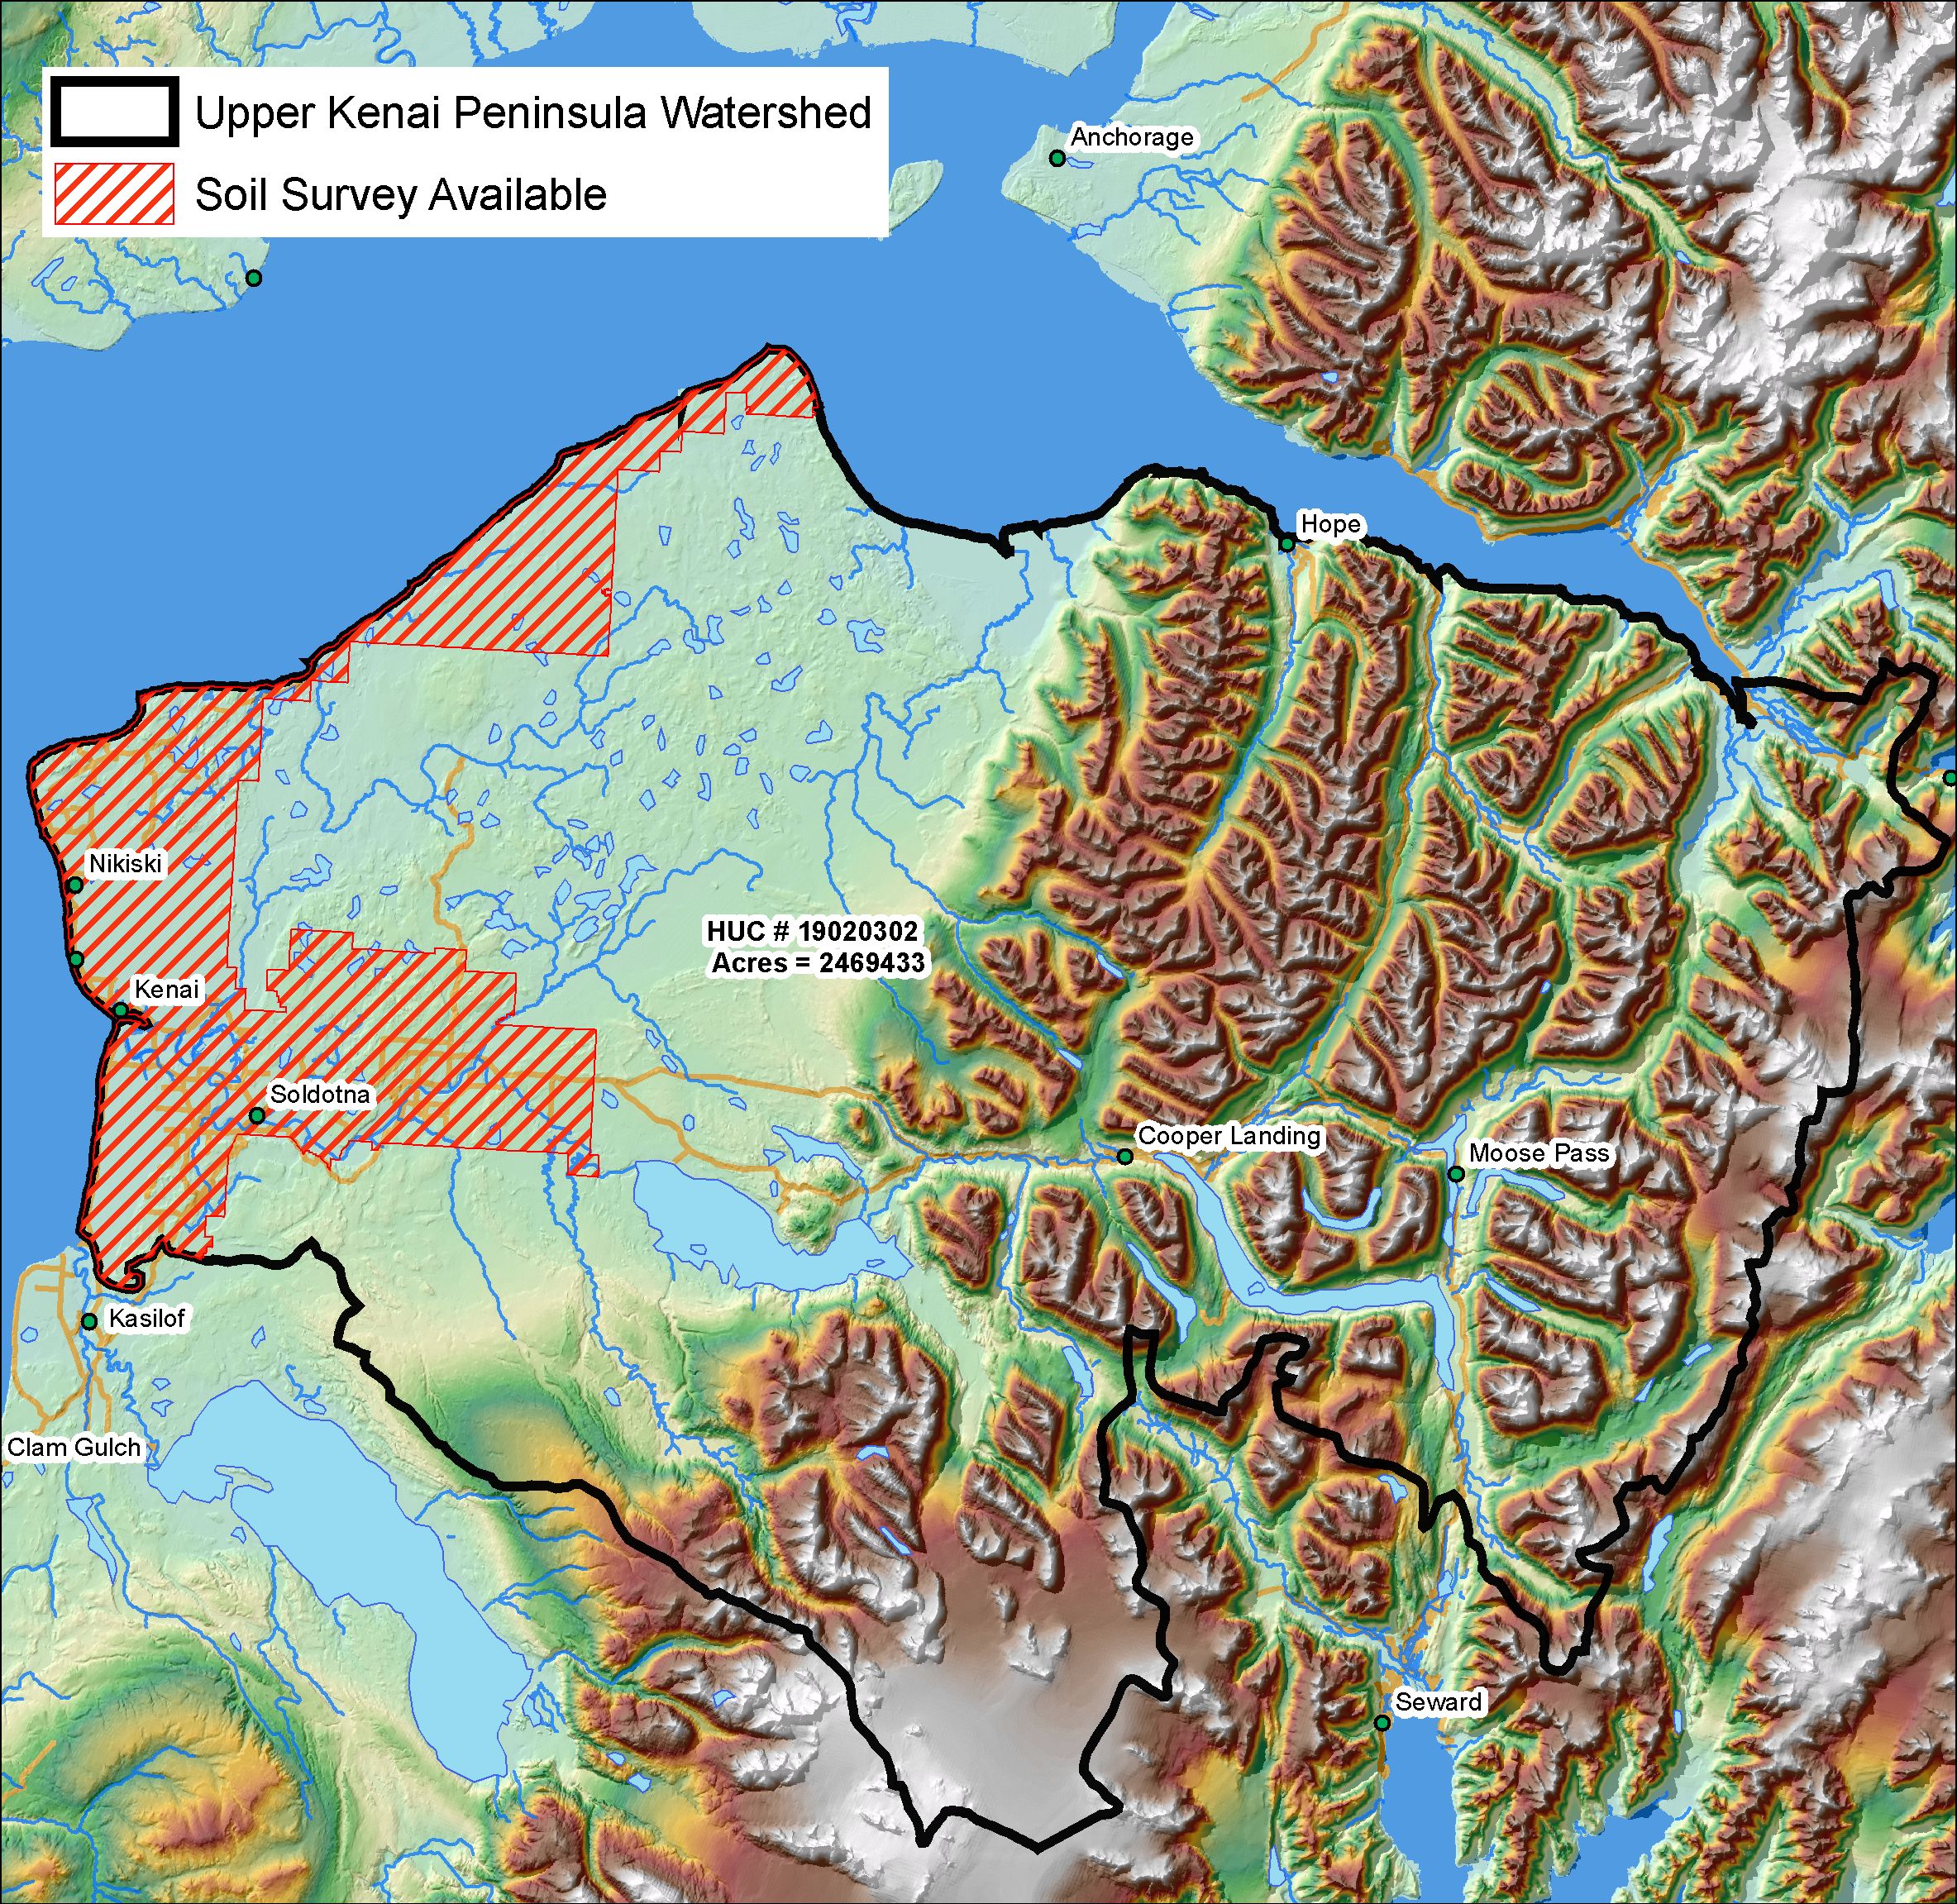 Upper Kenai Peninsula Watershed
Soil Survey Available
Anchorage
Hope
Nikiski
HUC # 19020302
Acres = 2469433
Kenai
Soldotna
Cooper Landing
Moose Pass
Kasilof
Clam Gulch
Seward